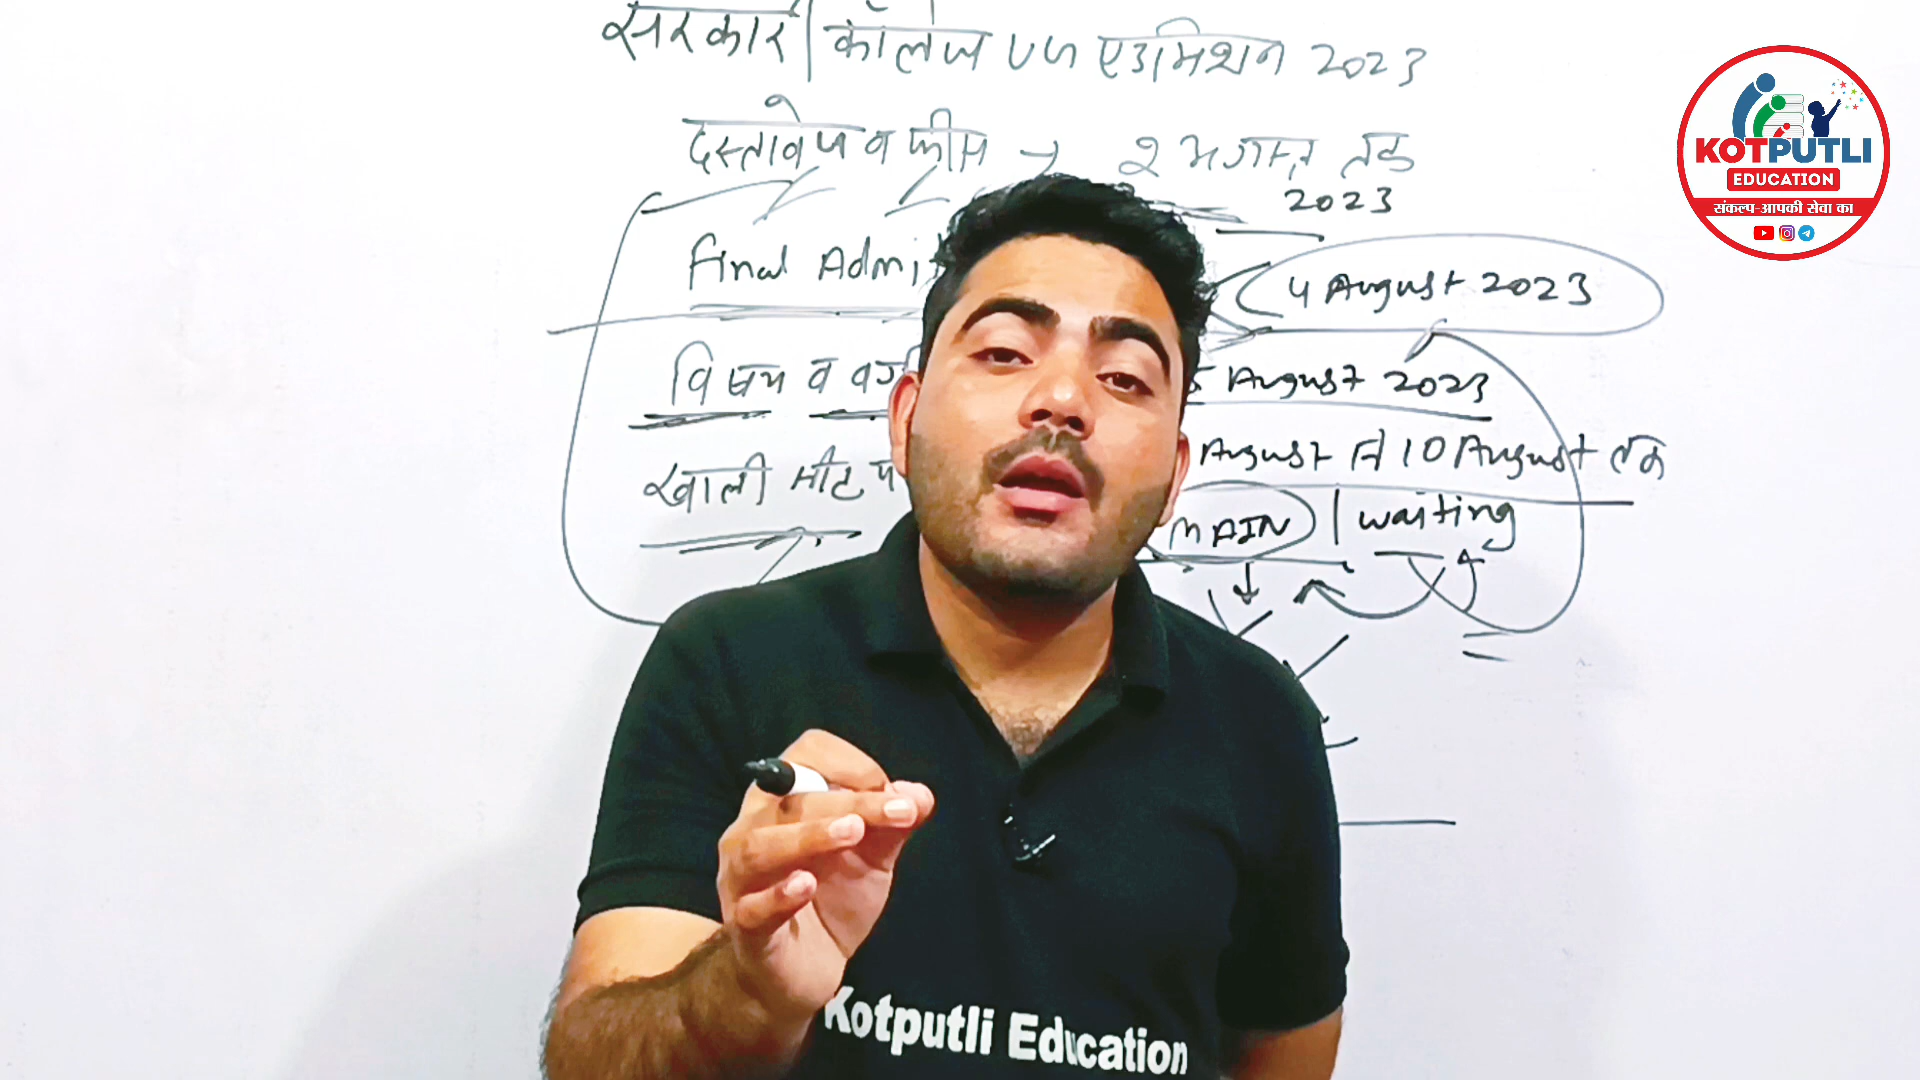 सरकारी कॉलेज UG एडमिशन 2023
दस्तावेज व फीस → 2 अगस्त तक
2023
Final Admi
4 August 2023
विषय व वर्ग
August 2023
खाली सीट प
August से 10 August तक
MAIN | waiting
KOTPUTLI
EDUCATION
संकल्प-आपकी सेवा का
Kotputli Education